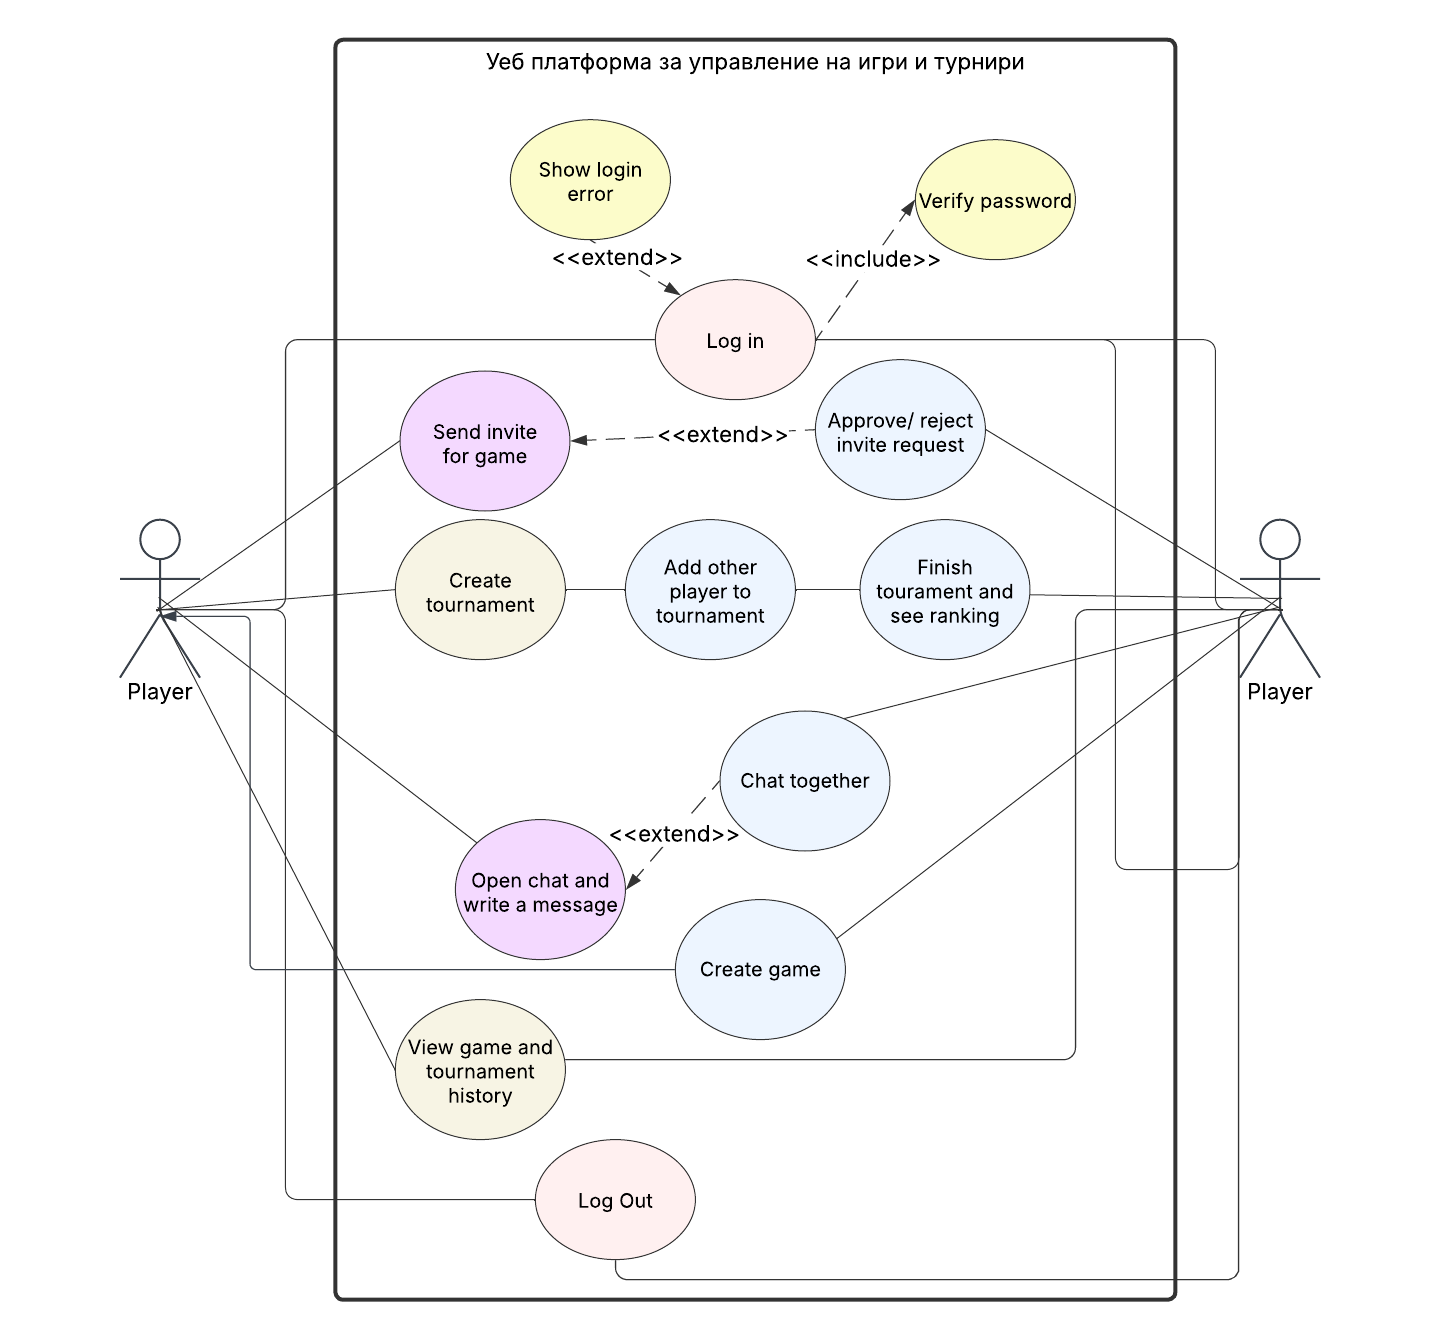 Уеб платформа за управление на игри и турнири
Show login
error
Verify password
<<extend>>
<<include>>
Log in
Send invite
for game
<<extend>>
Approve/ reject
invite request
Create
tournament
Add other
player to
tournament
Finish
tourament and
see ranking
Player
Player
Chat together
<<extend>>
Open chat and
write a message
Create game
View game and
tournament
history
Log Out